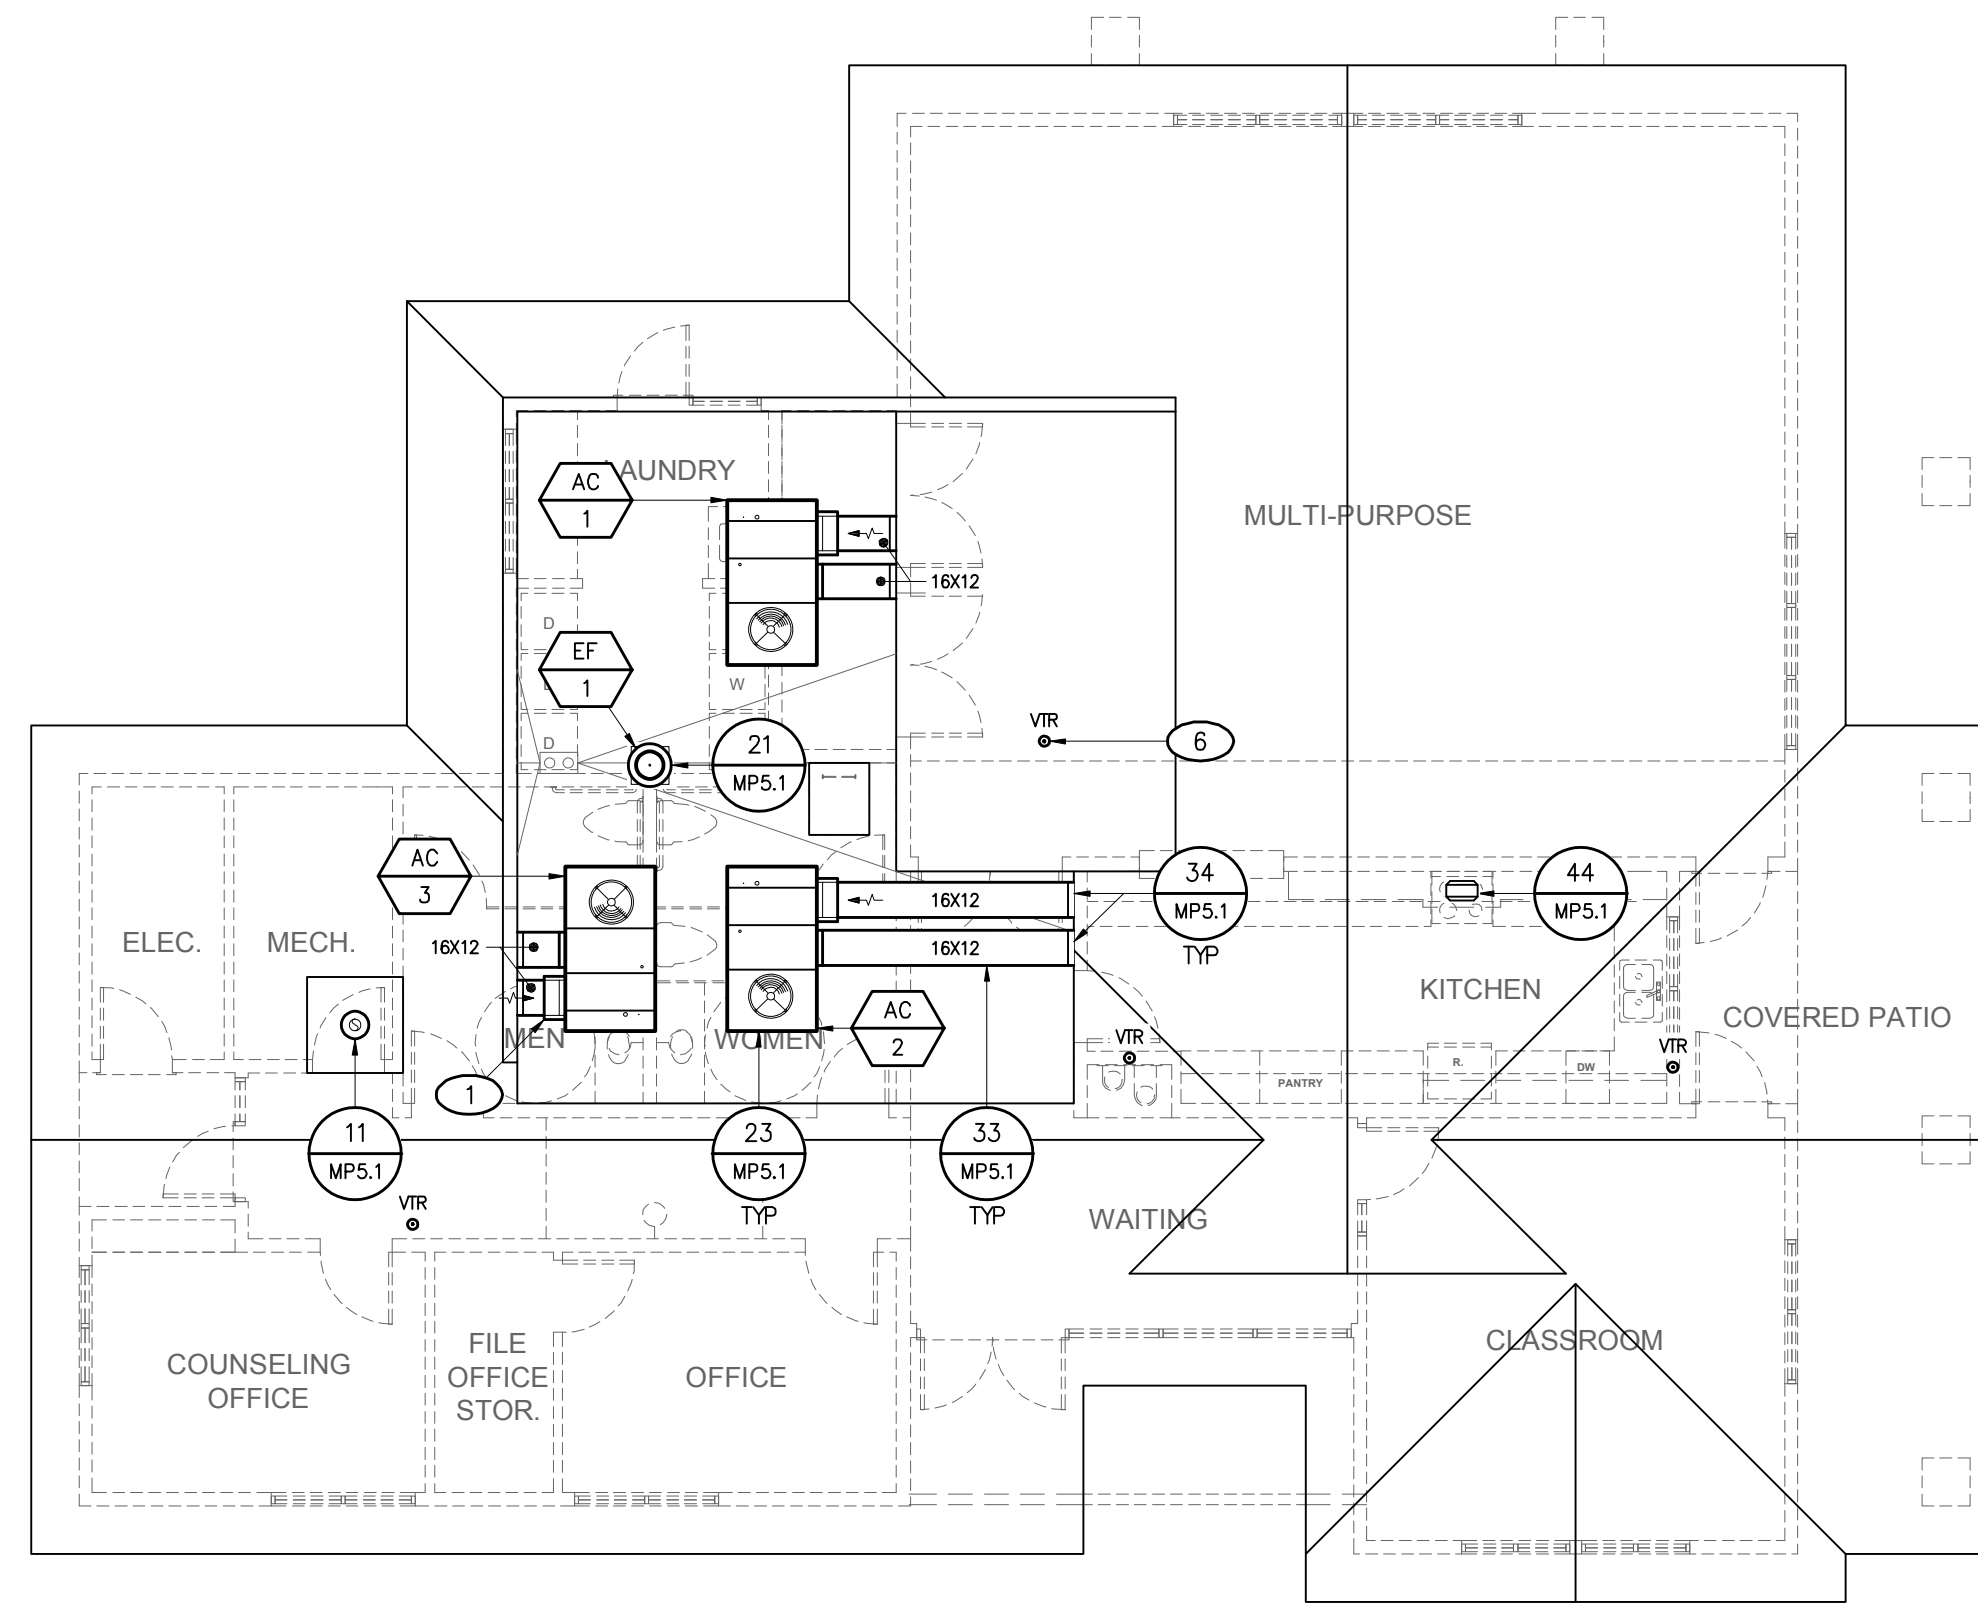 LAUNDRY
AC
1
MULTI-PURPOSE
16X12
D
EF
1
W
D
21
MP5.1
VTR
6
AC
3
34
MP5.1
TYP
44
MP5.1
16X12
16X12
ELEC.
MECH.
16X12
KITCHEN
COVERED PATIO
AC
2
MEN
WOMEN
VTR
VTR
R.
DW
PANTRY
1
11
MP5.1
23
MP5.1
TYP
33
MP5.1
TYP
VTR
WAITING
COUNSELING
OFFICE
FILE
OFFICE
STOR.
OFFICE
CLASSROOM